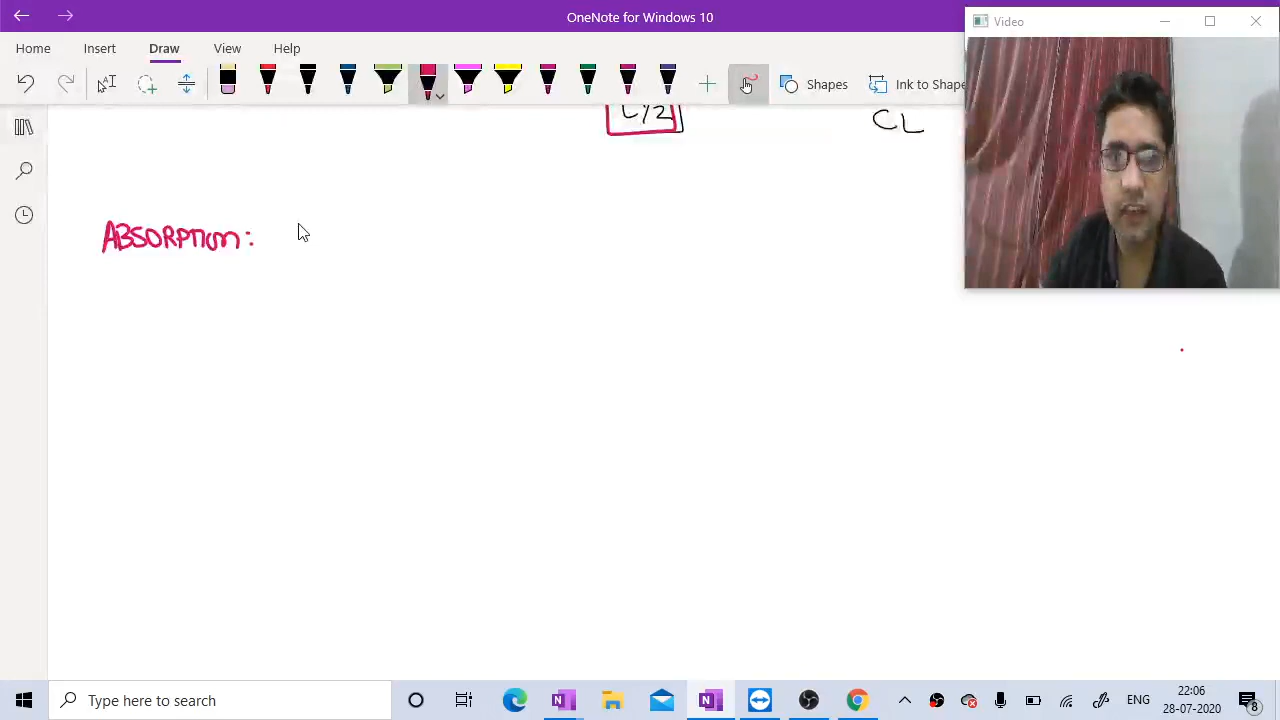 OneNote for Windows 10
Video
Home Insert Draw View Help
Shapes Ink to Shape
CL
ABSORPTION:
Type here to search
ENG
22:06
28-07-2020
8